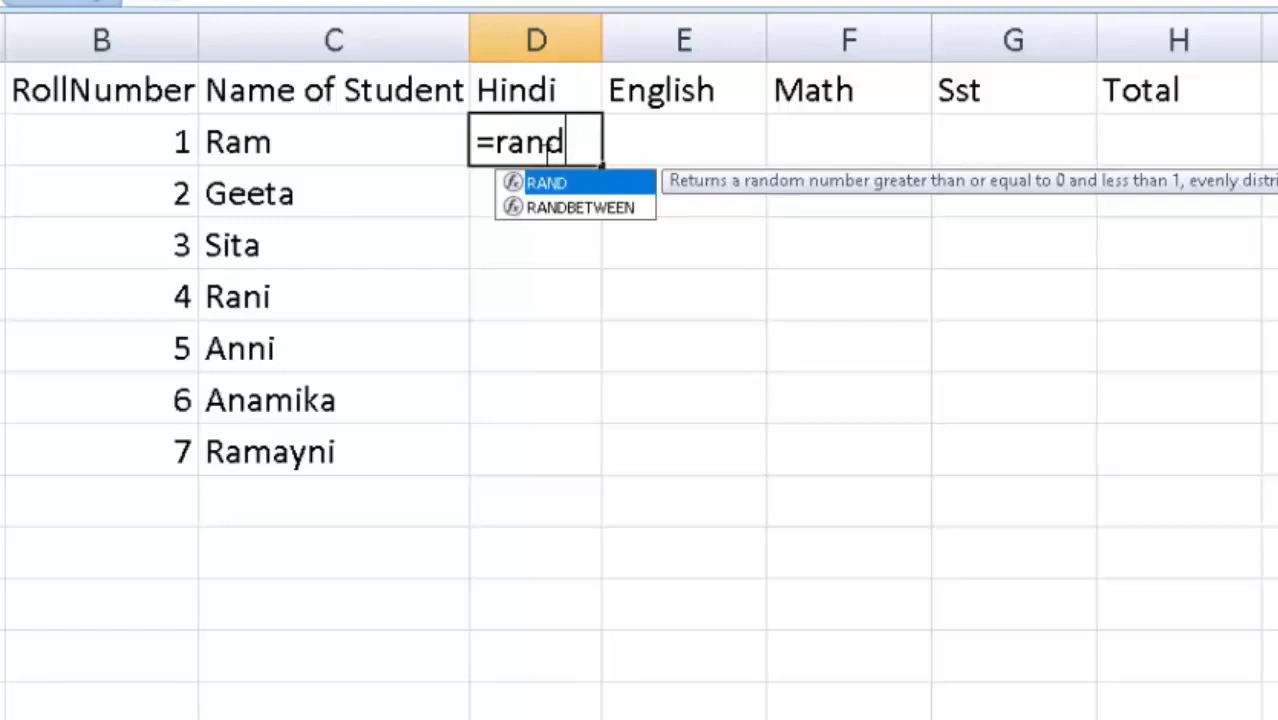 B C D E F G H
RollNumber Name of Student Hindi English Math Sst Total
1 Ram =rand
RAND Returns a random number greater than or equal to 0 and less than 1, evenly distri
2 Geeta
RANDBETWEEN
3 Sita
4 Rani
5 Anni
6 Anamika
7 Ramayni